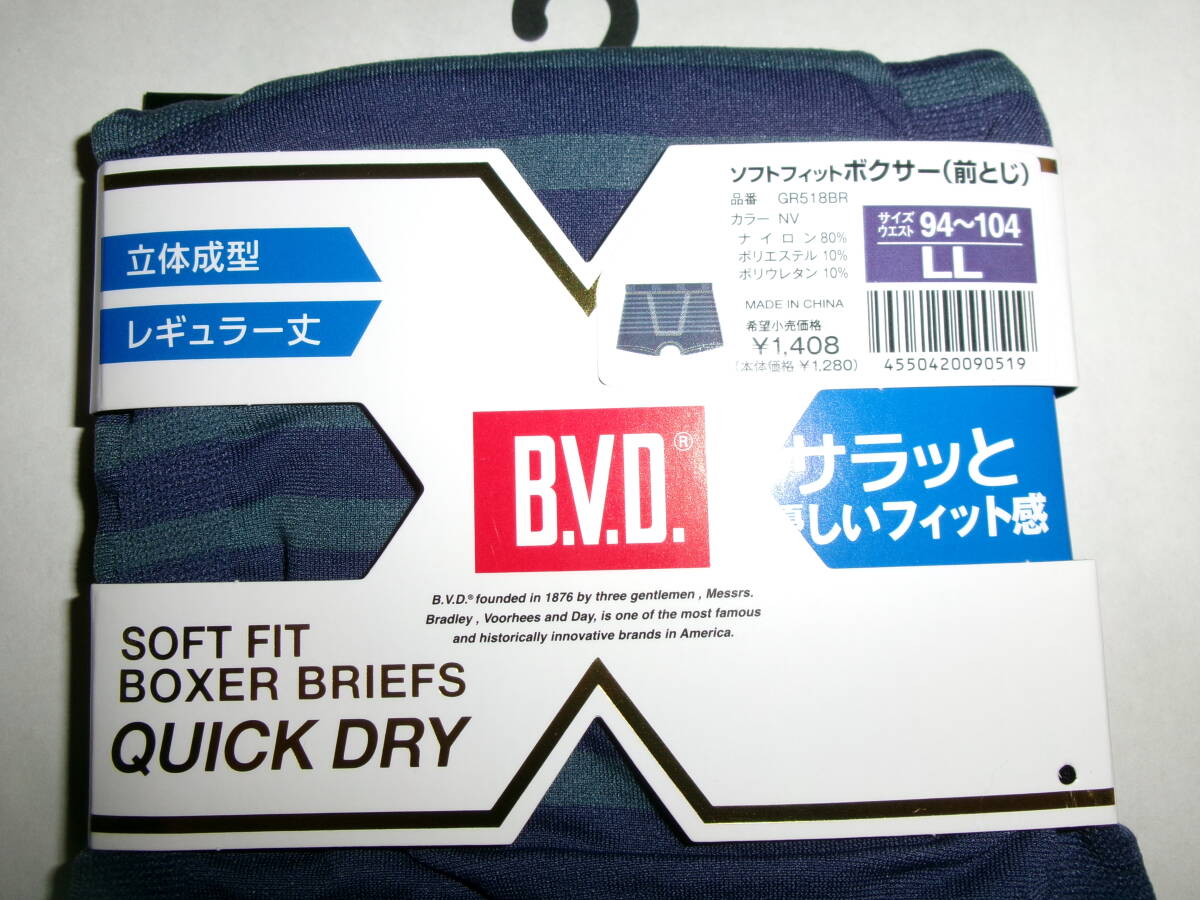 立体成型
レギュラー丈
ソフトフィットボクサー(前とじ)
品番 GR518BR
カラー NV
ナイロン 80%
ポリエステル 10%
ポリウレタン 10%
サイズ
ウエスト 94～104
LL
MADE IN CHINA
希望小売価格
¥1,408
(本体価格 ¥1,280)
4550420090519
B.V.D.®
サラッと
優しいフィット感
B.V.D.® founded in 1876 by three gentlemen , Messrs.
Bradley , Voorhees and Day, is one of the most famous
and historically innovative brands in America.
SOFT FIT
BOXER BRIEFS
QUICK DRY